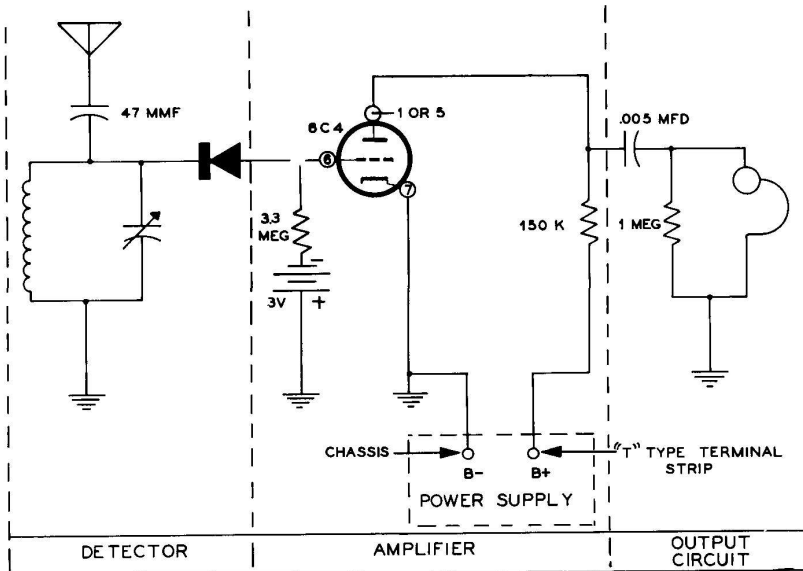 47 MMF
6C4
1 OR 5
6
7
3.3
MEG
-
3V
+
150 K
.005 MFD
1 MEG
CHASSIS
B-
B+
"T" TYPE TERMINAL
STRIP
POWER SUPPLY
DETECTOR
AMPLIFIER
OUTPUT
CIRCUIT